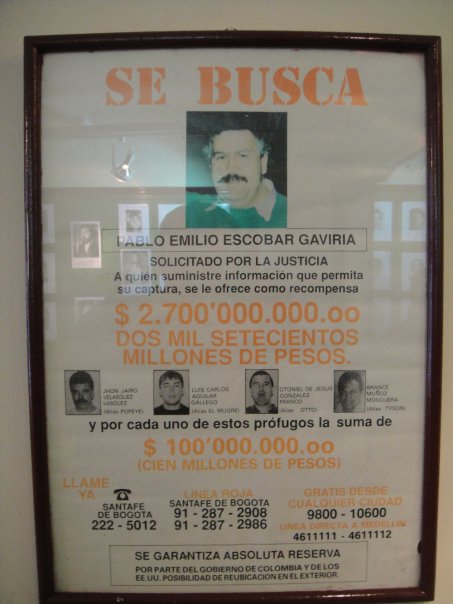 SE BUSCA
PABLO EMILIO ESCOBAR GAVIRIA
SOLICITADO POR LA JUSTICIA
A quién suministre información que permita
su captura, se le ofrece como recompensa
$ 2.700'000.000.oo
DOS MIL SETECIENTOS
MILLONES DE PESOS.
JHON JAIRO
VELASQUEZ
VASQUEZ
(Alias POPEYE)
LUIS CARLOS
AGUILAR
GALLEGO
(Alias EL MUGRE)
OTONIEL DE JESUS
GONZALEZ
FRANCO
(Alias OTTO)
BRANCE
MUÑOZ
MOSQUERA
(Alias TYSON)
y por cada uno de estos prófugos la suma de
$ 100'000.000.oo
(CIEN MILLONES DE PESOS)
LLAME
YA
SANTAFE
DE BOGOTA
222 - 5012
LINEA ROJA
SANTAFE DE BOGOTA
91 - 287 - 2908
91 - 287 - 2986
GRATIS DESDE
CUALQUIER CIUDAD
9800 - 10600
LINEA DIRECTA A MEDELLIN
4611111 - 4611112
SE GARANTIZA ABSOLUTA RESERVA
POR PARTE DEL GOBIERNO DE COLOMBIA Y DE LOS
EE.UU. POSIBILIDAD DE REUBICACION EN EL EXTERIOR.